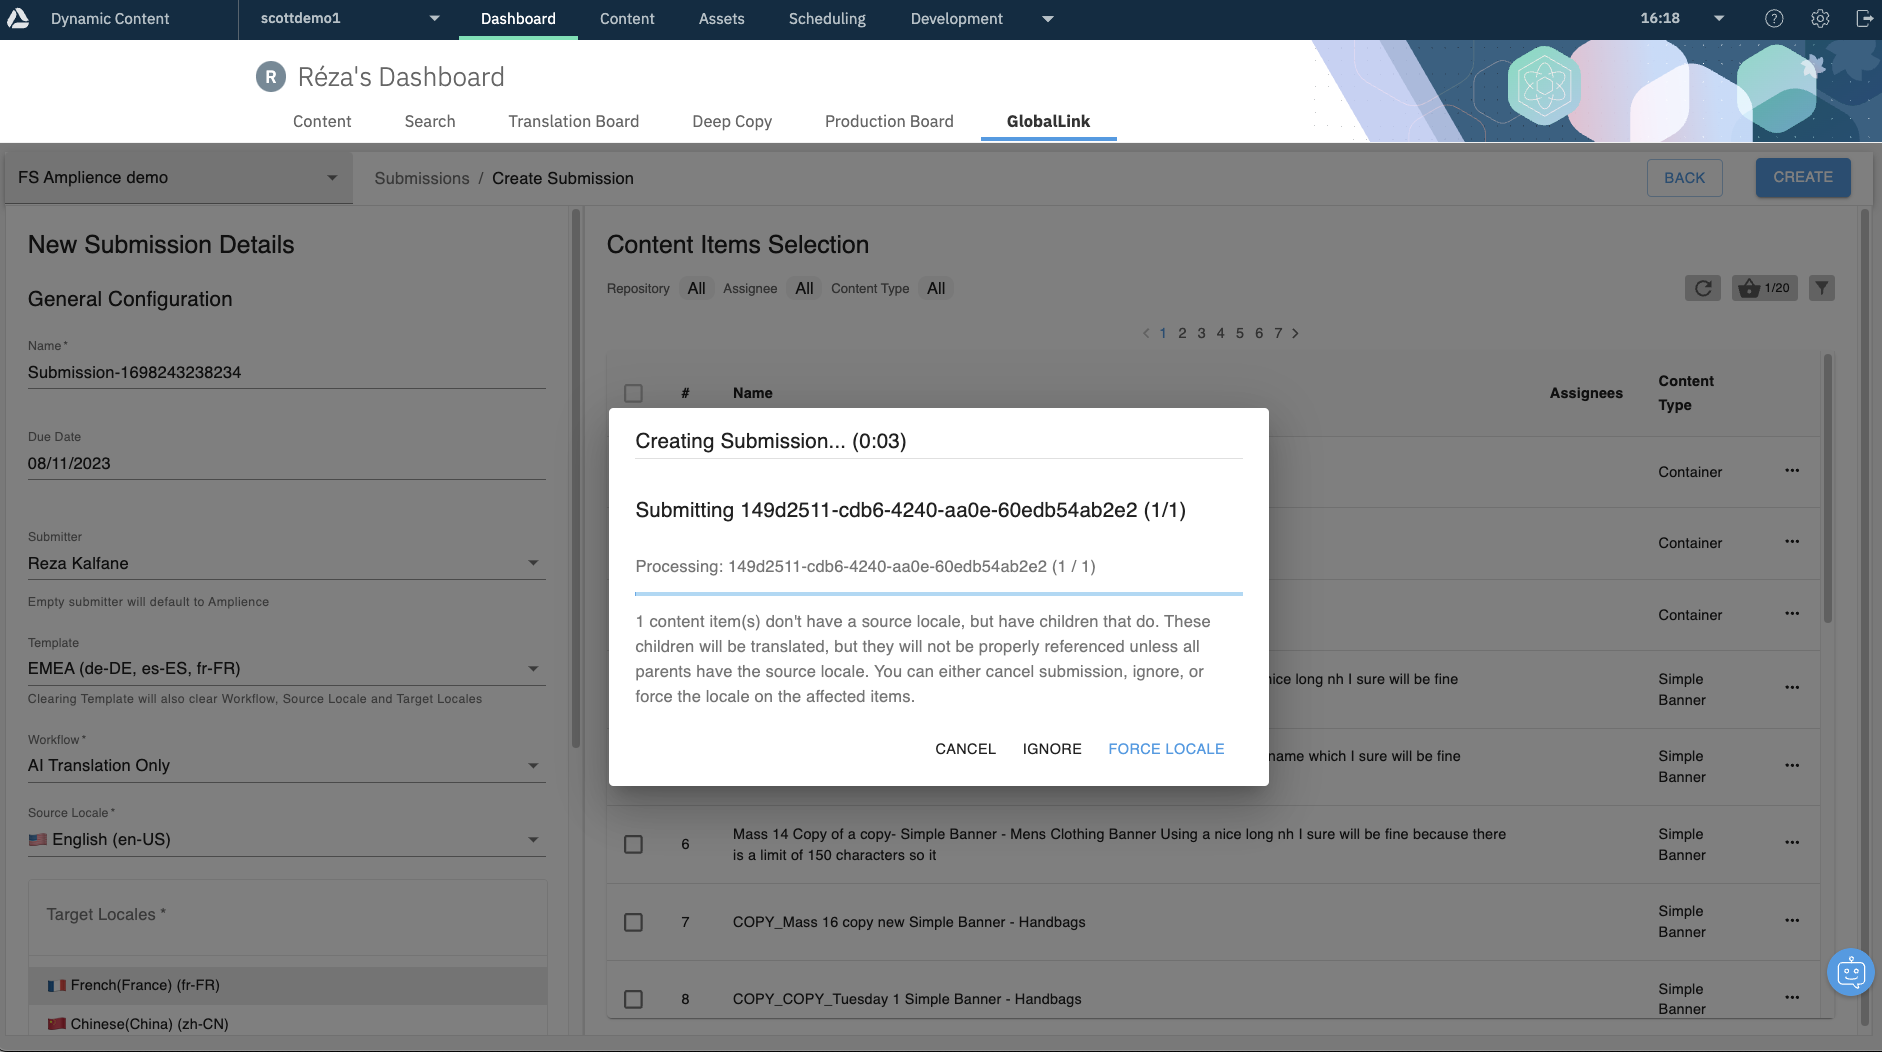 Dynamic Content
scottdemo1
Dashboard
Content
Assets
Scheduling
Development
16:18
R
Réza's Dashboard
Content
Search
Translation Board
Deep Copy
Production Board
GlobalLink
FS Amplience demo
Submissions / Create Submission
BACK
CREATE
New Submission Details
General Configuration
Name*
Submission-1698243238234
Due Date
08/11/2023
Submitter
Reza Kalfane
Empty submitter will default to Amplience
Template
EMEA (de-DE, es-ES, fr-FR)
Clearing Template will also clear Workflow, Source Locale and Target Locales
Workflow*
AI Translation Only
Source Locale*
English (en-US)
Target Locales *
French(France) (fr-FR)
Chinese(China) (zh-CN)
Content Items Selection
Repository All Assignee All Content Type All
1/20
1 2 3 4 5 6 7
# Name Assignees Content Type
Container
Container
Container
nice long nh I sure will be fine
Simple Banner
name which I sure will be fine
Simple Banner
6
Mass 14 Copy of a copy- Simple Banner - Mens Clothing Banner Using a nice long nh I sure will be fine because there
is a limit of 150 characters so it
Simple Banner
7 COPY_Mass 16 copy new Simple Banner - Handbags
Simple Banner
8 COPY_COPY_Tuesday 1 Simple Banner - Handbags
Simple Banner
Creating Submission... (0:03)
Submitting 149d2511-cdb6-4240-aa0e-60edb54ab2e2 (1/1)
Processing: 149d2511-cdb6-4240-aa0e-60edb54ab2e2 (1 / 1)
1 content item(s) don't have a source locale, but have children that do. These
children will be translated, but they will not be properly referenced unless all
parents have the source locale. You can either cancel submission, ignore, or
force the locale on the affected items.
CANCEL
IGNORE
FORCE LOCALE